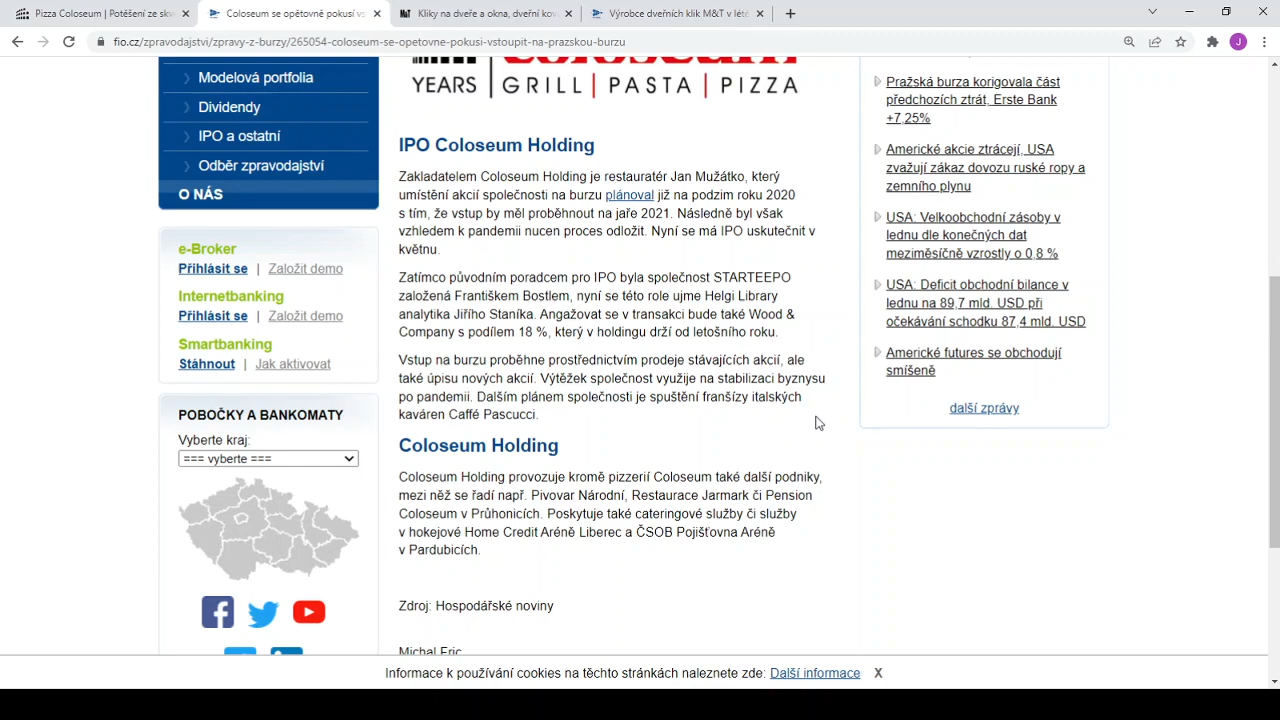 Pizza Coloseum | Potěšení ze skv
Coloseum se opětovně pokusí vs
Kliky na dveře a okna, dveřní kov
Výrobce dveřních klik M&T v lété
fio.cz/zpravodajstvi/zpravy-z-burzy/265054-coloseum-se-opetovne-pokusi-vstoupit-na-prazskou-burzu
Modelová portfolia
Dividendy
IPO a ostatní
Odběr zpravodajství
O NÁS
e-Broker
Přihlásit se | Založit demo
Internetbanking
Přihlásit se | Založit demo
Smartbanking
Stáhnout | Jak aktivovat
POBOČKY A BANKOMATY
Vyberte kraj:
=== vyberte ===
YEARS GRILL | PASTA | PIZZA
IPO Coloseum Holding
Zakladatelem Coloseum Holding je restauratér Jan Mužátko, který
umístění akcií společnosti na burzu plánoval již na podzim roku 2020
s tím, že vstup by měl proběhnout na jaře 2021. Následně byl však
vzhledem k pandemii nucen proces odložit. Nyní se má IPO uskutečnit v
květnu.
Zatímco původním poradcem pro IPO byla společnost STARTEEPO
založená Františkem Bostlem, nyní se této role ujme Helgi Library
analytika Jiřího Staníka. Angažovat se v transakci bude také Wood &
Company s podílem 18 %, který v holdingu drží od letošního roku.
Vstup na burzu proběhne prostřednictvím prodeje stávajících akcií, ale
také úpisu nových akcií. Výtěžek společnost využije na stabilizaci byznysu
po pandemii. Dalším plánem společnosti je spuštění franšízy italských
kaváren Caffé Pascucci.
Coloseum Holding
Coloseum Holding provozuje kromě pizzerií Coloseum také další podniky,
mezi něž se řadí např. Pivovar Národní, Restaurace Jarmark či Pension
Coloseum v Průhonicích. Poskytuje také cateringové služby či služby
v hokejové Home Credit Aréně Liberec a ČSOB Pojišťovna Aréně
v Pardubicích.
Zdroj: Hospodářské noviny
Michal Fric
Pražská burza korigovala část
předchozích ztrát, Erste Bank
+7,25%
Americké akcie ztrácejí, USA
zvažují zákaz dovozu ruské ropy a
zemního plynu
USA: Velkoobchodní zásoby v
lednu dle konečných dat
meziměsíčně vzrostly o 0,8 %
USA: Deficit obchodní bilance v
lednu na 89,7 mld. USD při
očekávání schodku 87,4 mld. USD
Americké futures se obchodují
smíšeně
další zprávy
Informace k používání cookies na těchto stránkách naleznete zde: Další informace X